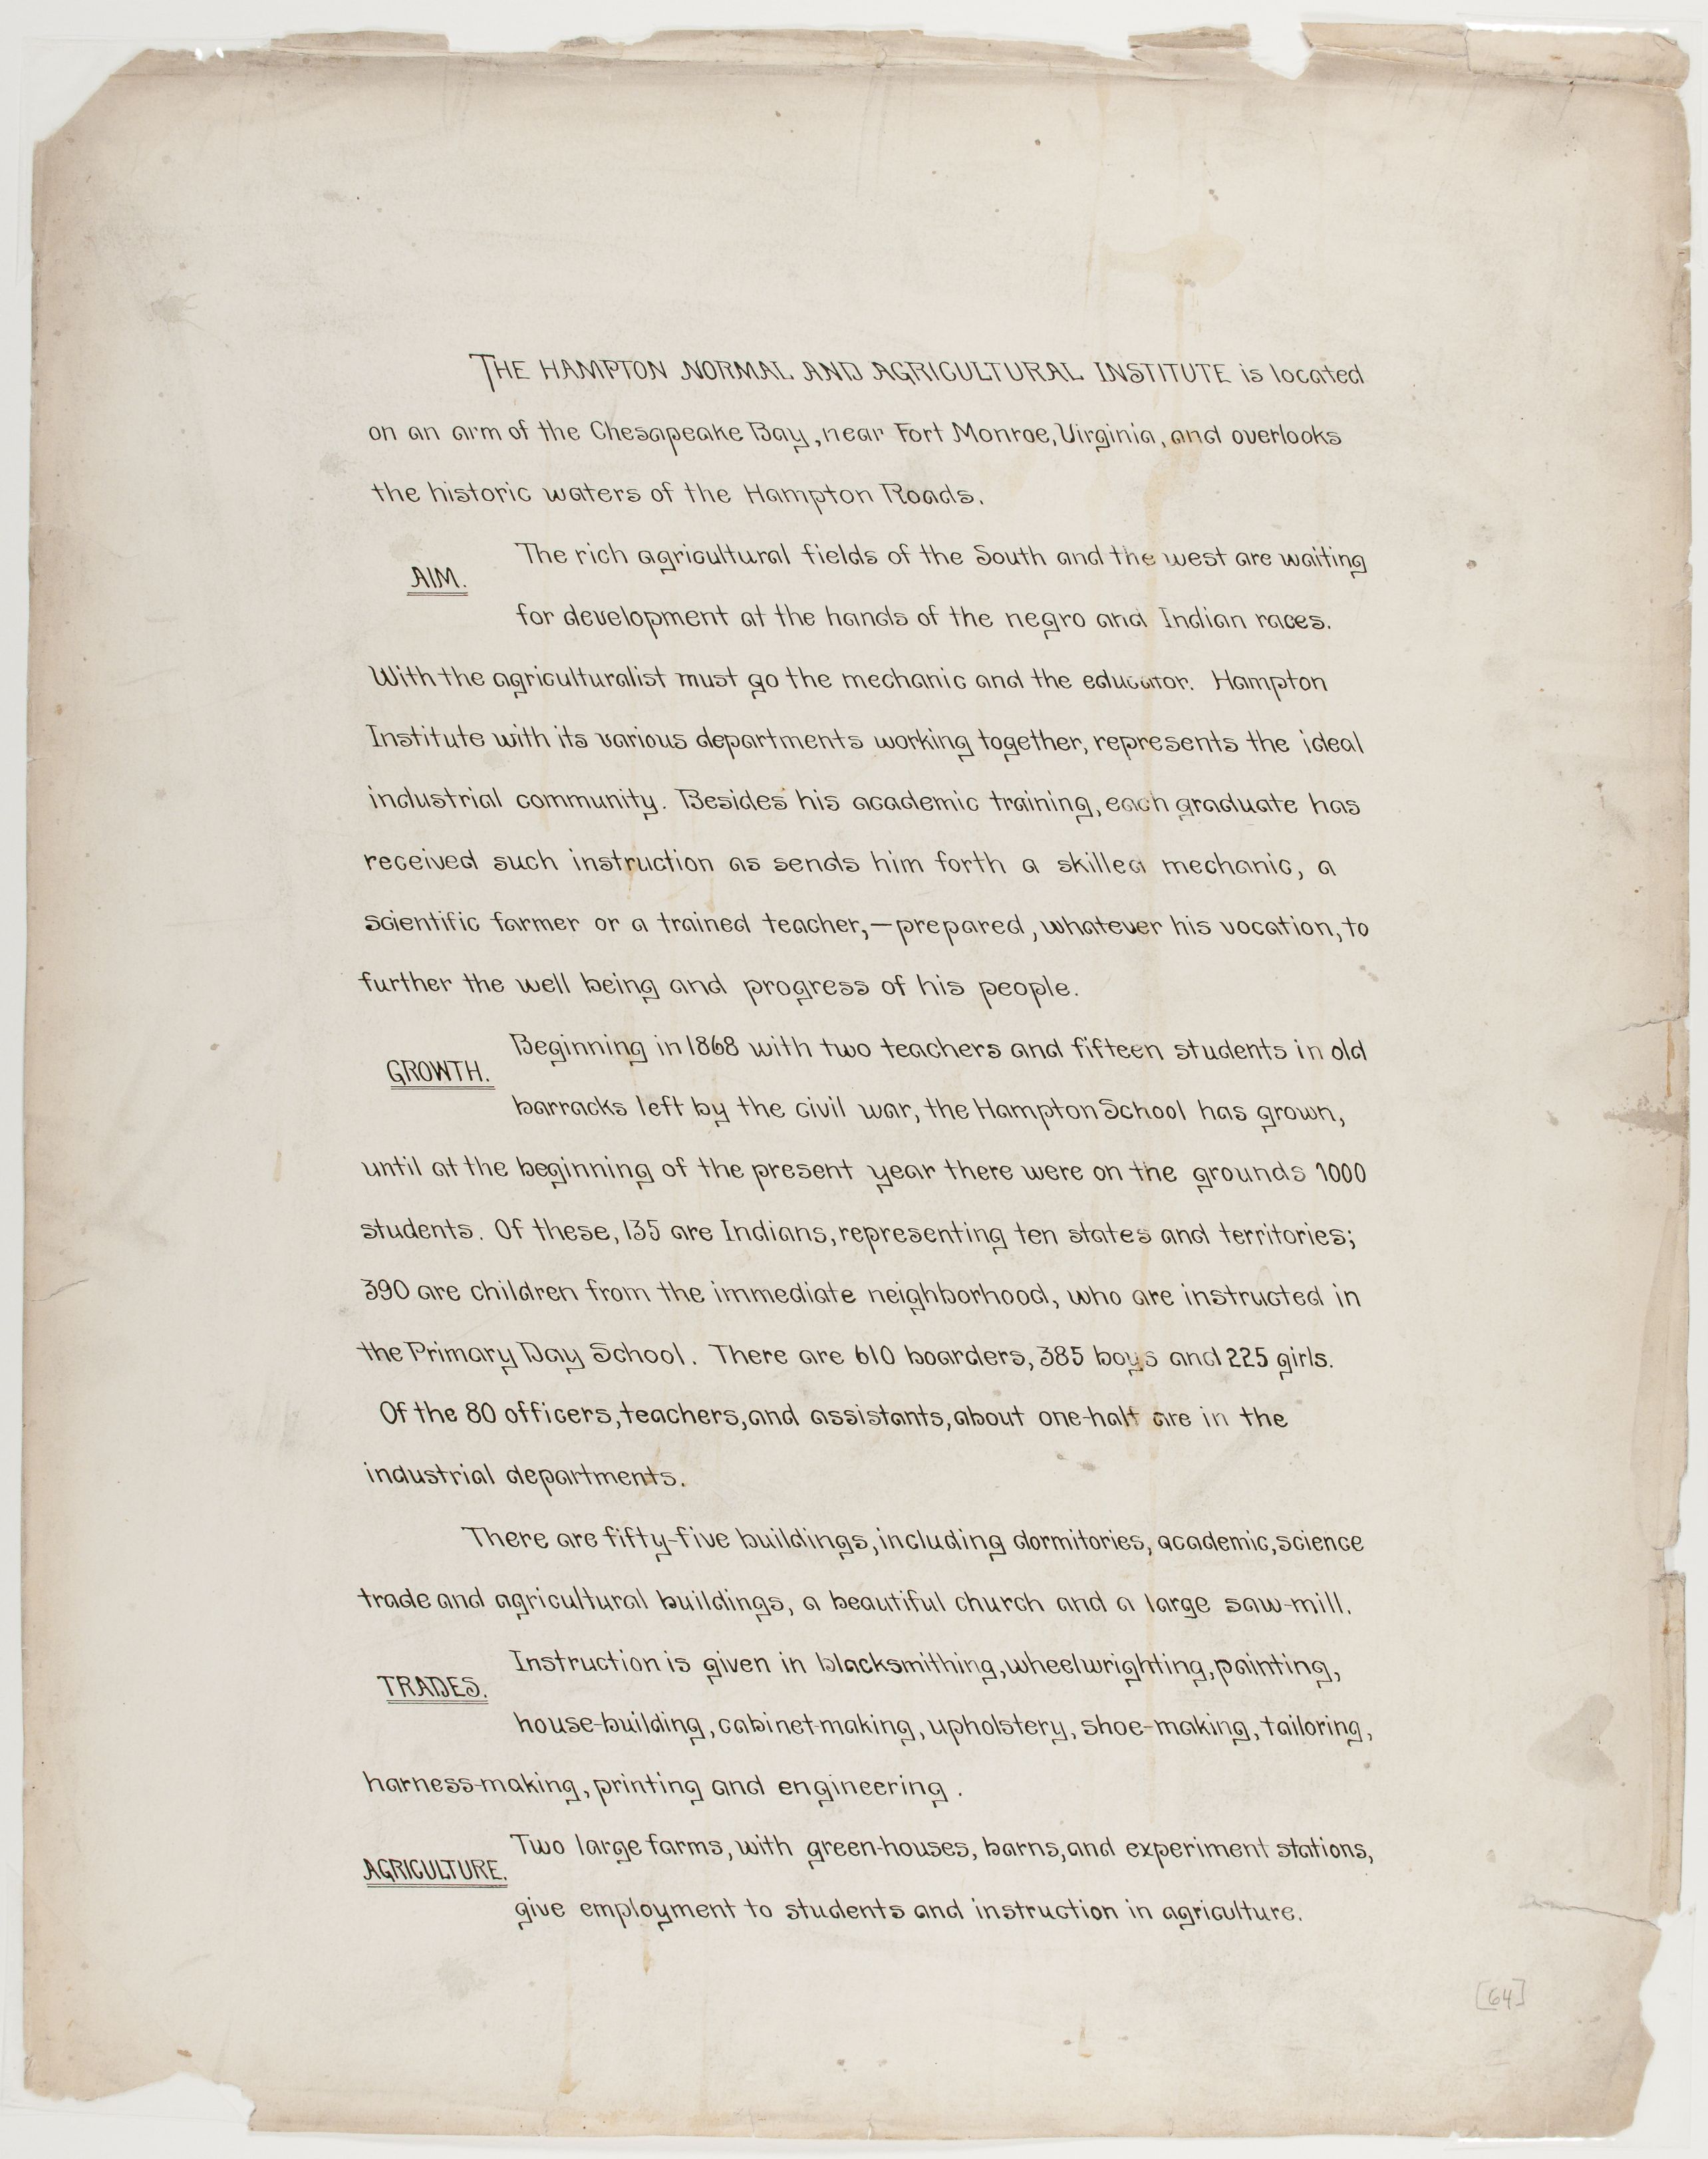 THE HAMPTON NORMAL AND AGRICULTURAL INSTITUTE is located
on an arm of the Chesapeake Bay, near Fort Monroe, Virginia, and overlooks
the historic waters of the Hampton Roads.
AIM.
The rich agricultural fields of the South and the west are waiting
for development at the hands of the negro and Indian races.
With the agriculturalist must go the mechanic and the educator. Hampton
Institute with its various departments working together, represents the ideal
industrial community. Besides his academic training, each graduate has
received such instruction as sends him forth a skilled mechanic, a
scientific farmer or a trained teacher,—prepared, whatever his vocation, to
further the well being and progress of his people.
GROWTH.
Beginning in 1868 with two teachers and fifteen students in old
barracks left by the civil war, the Hampton School has grown,
until at the beginning of the present year there were on the grounds 1000
students. Of these, 135 are Indians, representing ten states and territories;
390 are children from the immediate neighborhood, who are instructed in
the Primary Day School. There are 610 boarders, 385 boys and 225 girls.
Of the 80 officers, teachers, and assistants, about one-half are in the
industrial departments.
There are fifty-five buildings, including dormitories, academic, science
trade and agricultural buildings, a beautiful church and a large saw-mill.
TRADES.
Instruction is given in blacksmithing, wheelwrighting, painting,
house-building, cabinet-making, upholstery, shoe-making, tailoring,
harness-making, printing and engineering.
AGRICULTURE.
Two large farms, with green-houses, barns, and experiment stations,
give employment to students and instruction in agriculture.
[64]